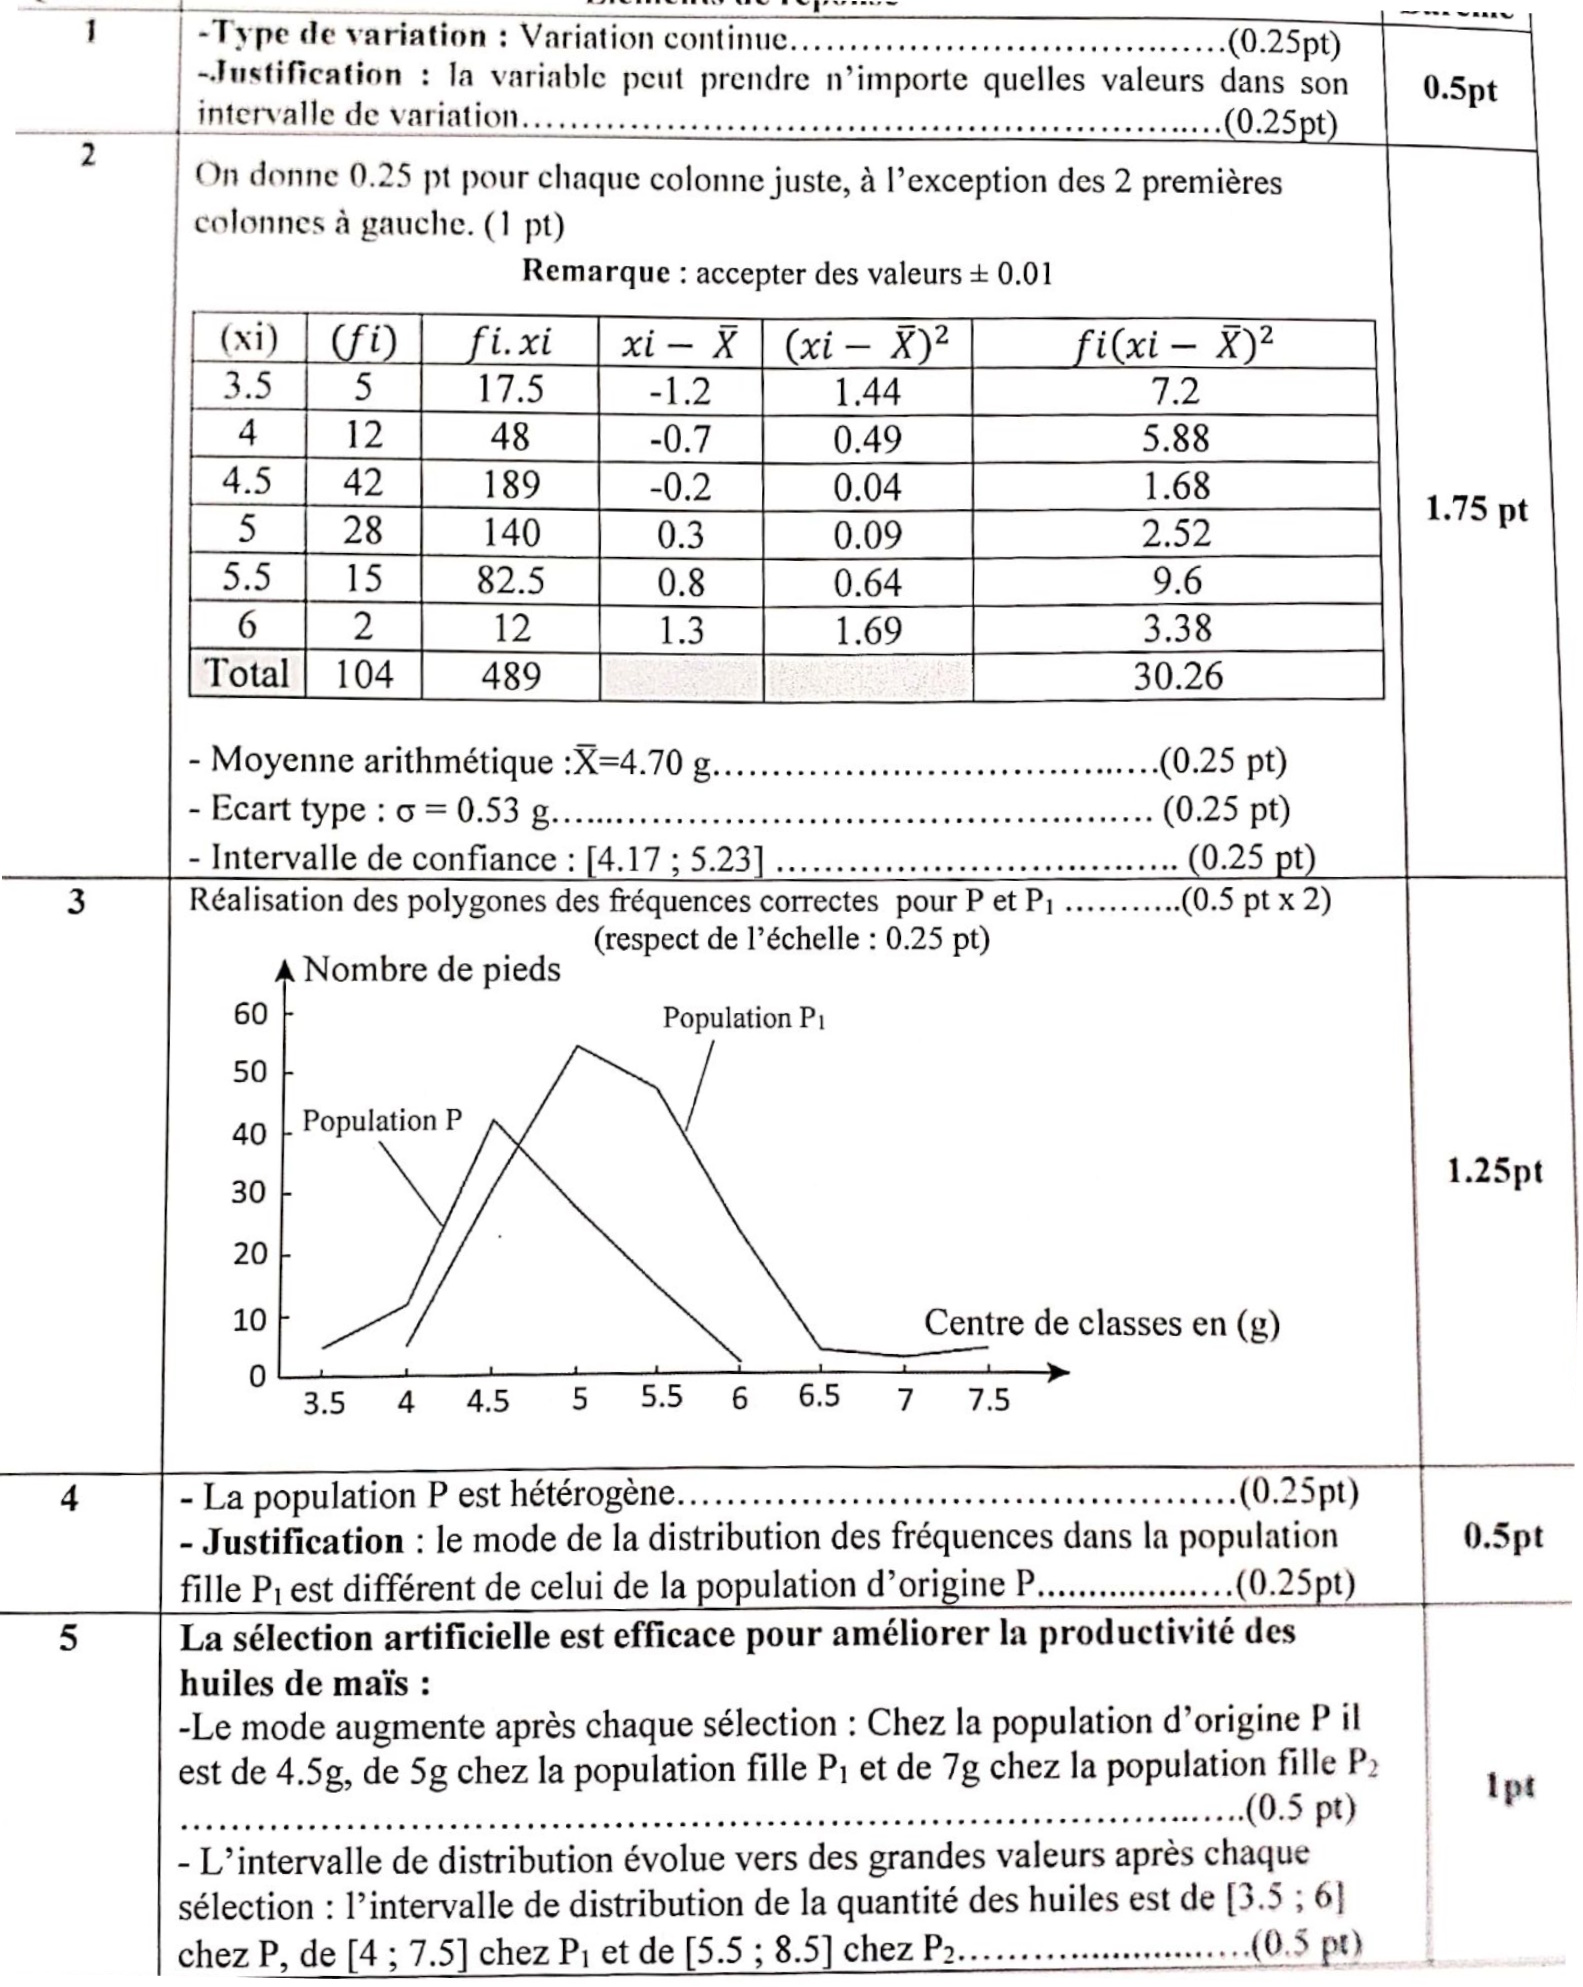 1
-Type de variation : Variation continue..................................(0.25pt)
-Justification : la variable peut prendre n'importe quelles valeurs dans son
intervalle de variation......................................................(0.25pt)
0.5pt
2
On donne 0.25 pt pour chaque colonne juste, à l'exception des 2 premières
colonnes à gauche. (1 pt)
Remarque : accepter des valeurs ± 0.01
(xi) (fi) fi.xi xi − X̄ (xi − X̄)² fi(xi − X̄)²
3.5 5 17.5 -1.2 1.44 7.2
4 12 48 -0.7 0.49 5.88
4.5 42 189 -0.2 0.04 1.68
5 28 140 0.3 0.09 2.52
5.5 15 82.5 0.8 0.64 9.6
6 2 12 1.3 1.69 3.38
Total 104 489 30.26
1.75 pt
- Moyenne arithmétique :X̄=4.70 g..................................(0.25 pt)
- Ecart type : σ = 0.53 g.............................................. (0.25 pt)
- Intervalle de confiance : [4.17 ; 5.23] ............................... (0.25 pt)
3
Réalisation des polygones des fréquences correctes pour P et P₁ ...........(0.5 pt x 2)
(respect de l'échelle : 0.25 pt)
Nombre de pieds
60
Population P₁
50
40
Population P
30
20
10
0
Centre de classes en (g)
3.5 4 4.5 5 5.5 6 6.5 7 7.5
1.25pt
4
- La population P est hétérogène...........................................(0.25pt)
- Justification : le mode de la distribution des fréquences dans la population
fille P₁ est différent de celui de la population d'origine P...................(0.25pt)
0.5pt
5
La sélection artificielle est efficace pour améliorer la productivité des
huiles de maïs :
-Le mode augmente après chaque sélection : Chez la population d'origine P il
est de 4.5g, de 5g chez la population fille P₁ et de 7g chez la population fille P₂
..................................................................................(0.5 pt)
- L'intervalle de distribution évolue vers des grandes valeurs après chaque
sélection : l'intervalle de distribution de la quantité des huiles est de [3.5 ; 6]
chez P, de [4 ; 7.5] chez P₁ et de [5.5 ; 8.5] chez P₂.........................(0.5 pt)
1pt